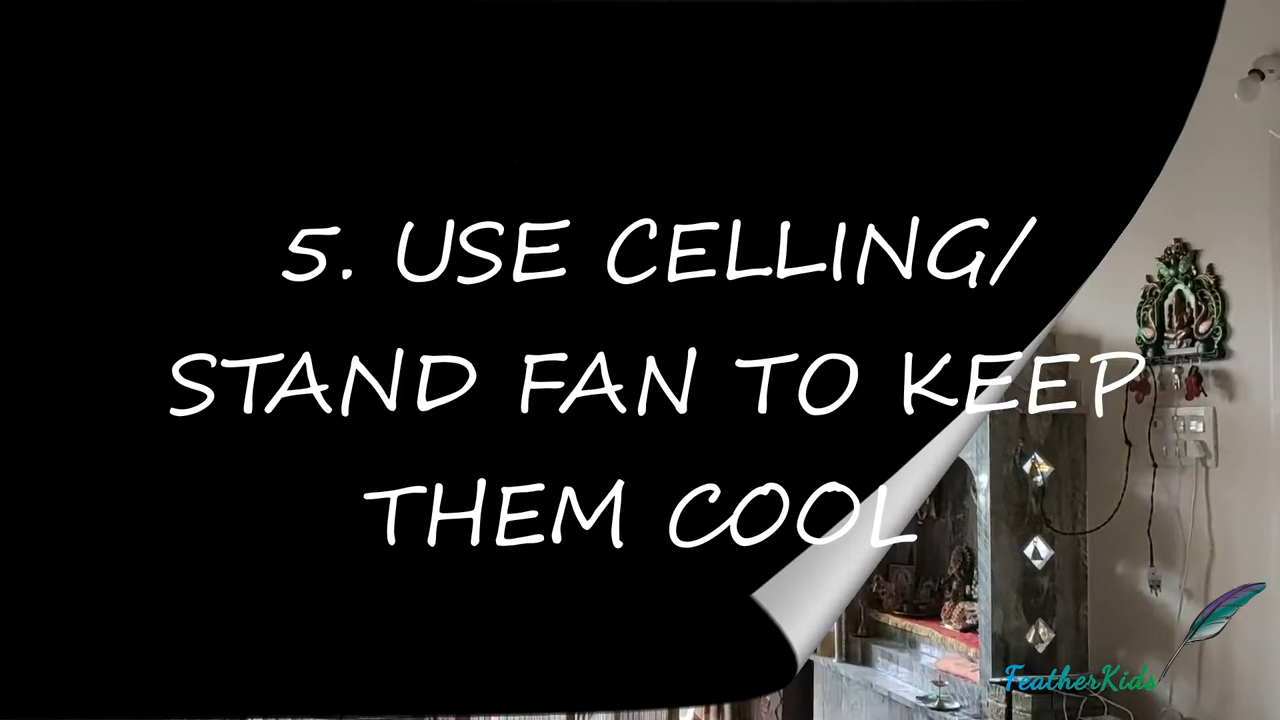 5. USE CELLING/
STAND FAN TO KEEP
THEM COOL
FeatherKids